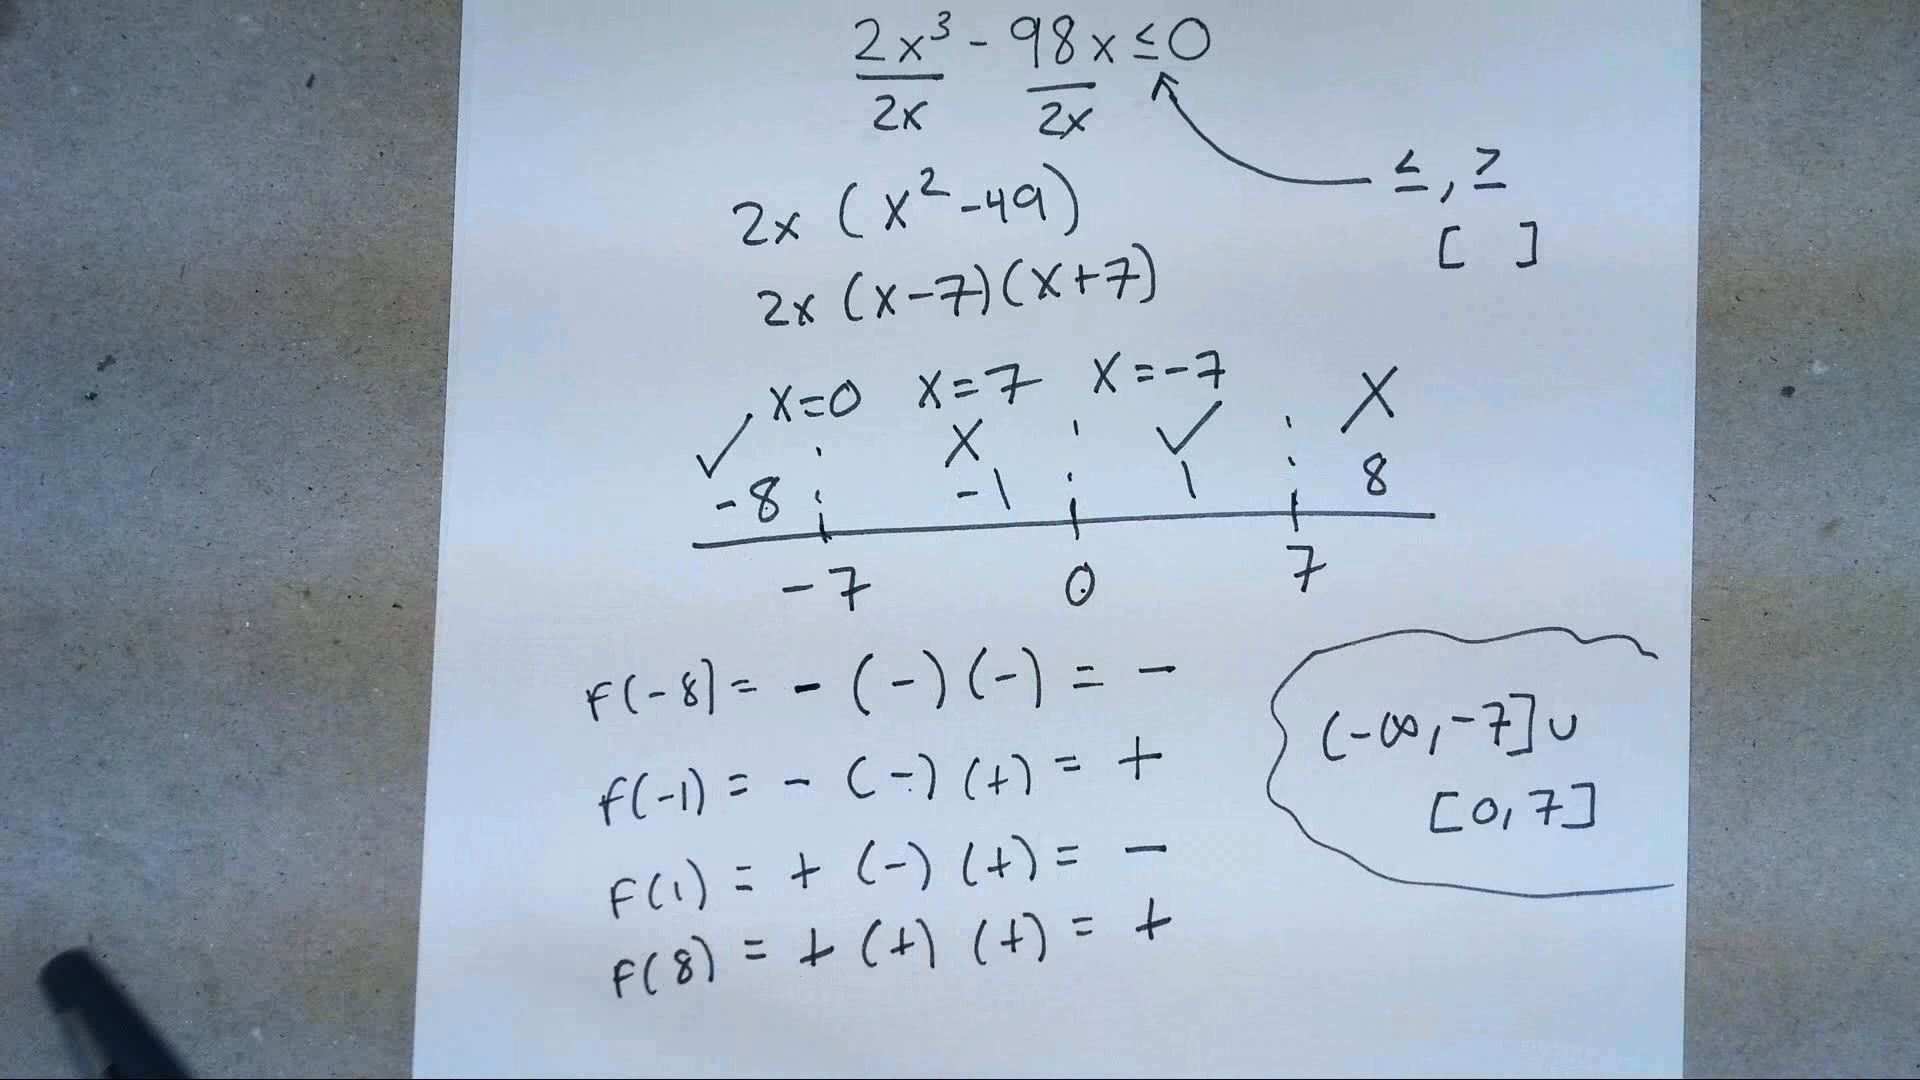 2x³ - 98x ≤ 0
2x 2x
≤, ≥
[ ]
2x (x² - 49)
2x (x-7)(x+7)
x=0 x=7 x=-7
✓ X ✓ X
-8 -1 1 8
-7 0 7
F(-8) = - (-) (-) = -
f(-1) = - (-) (+) = +
F(1) = + (-) (+) = -
F(8) = + (+) (+) = +
(-∞, -7] ∪
[0, 7]